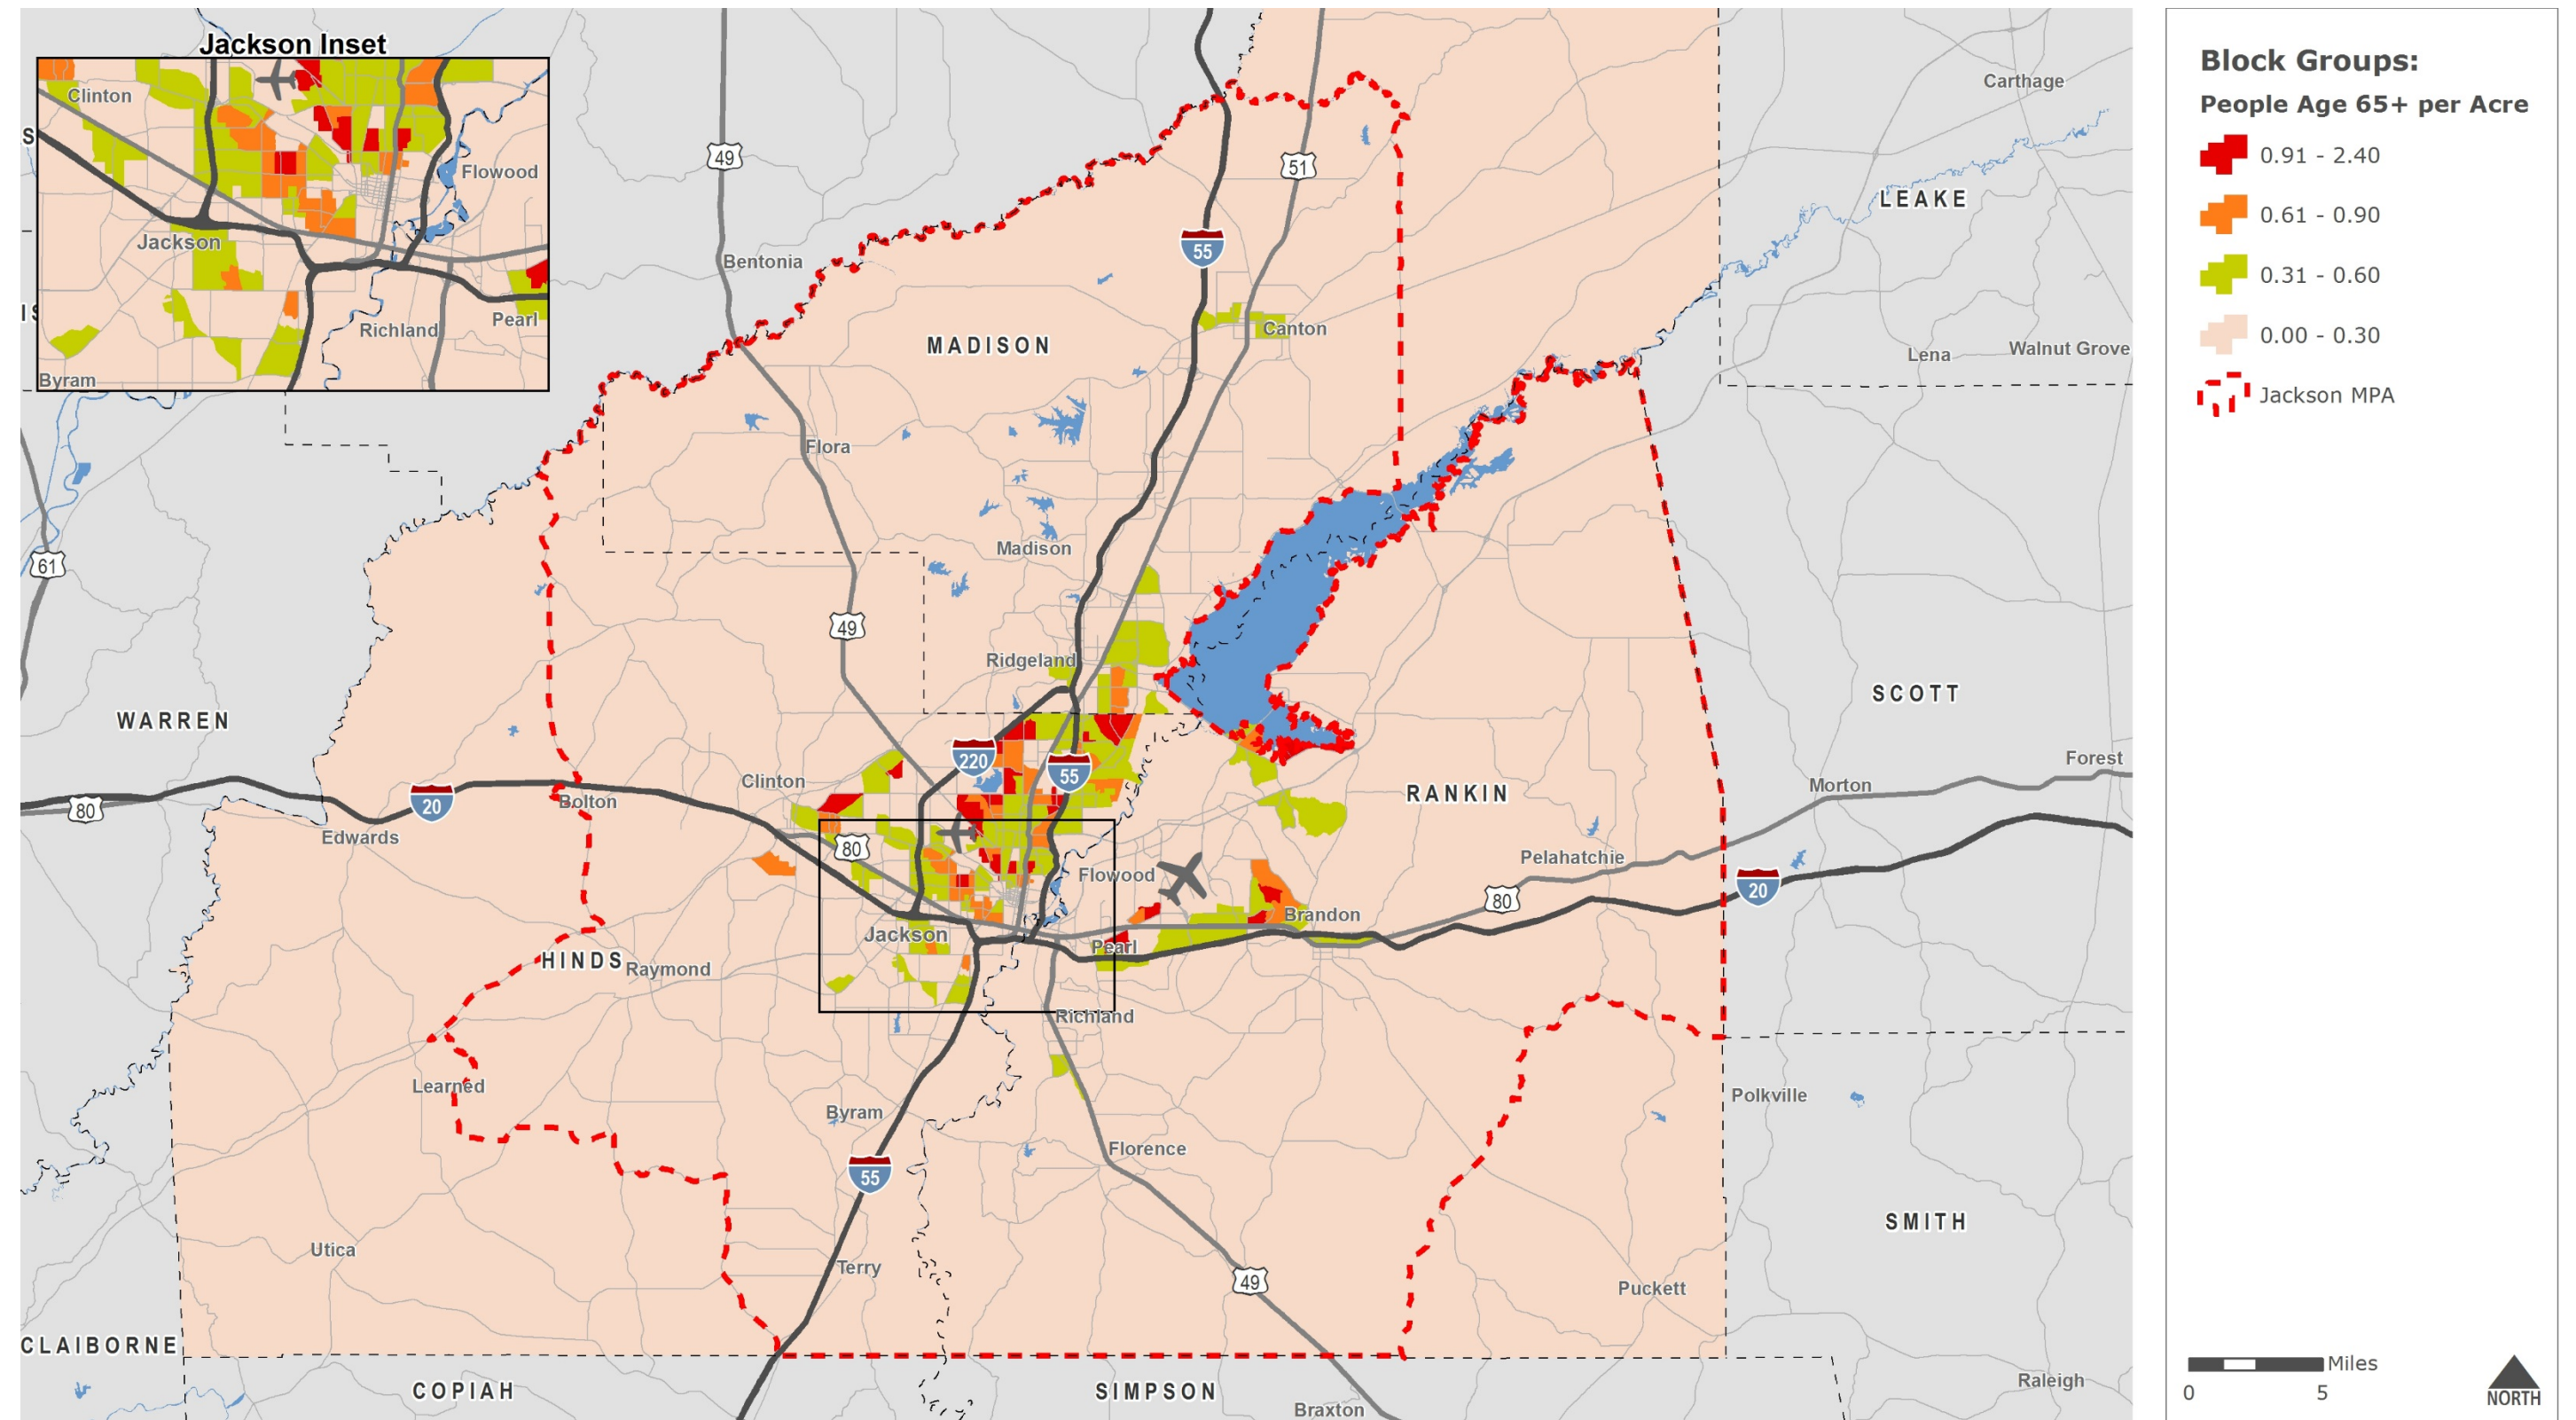 Jackson Inset
Clinton
Flowood
Jackson
Richland
Pearl
Byram
49
51
55
Bentonia
MADISON
Canton
Carthage
LEAKE
Lena
Walnut Grove
Flora
61
Madison
49
Ridgeland
WARREN
SCOTT
220
55
Clinton
RANKIN
Forest
Morton
80
20
Bolton
Edwards
80
Flowood
Pelahatchie
80
20
Brandon
Jackson
Pearl
HINDS
Raymond
Richland
Learned
Byram
Polkville
Florence
55
SMITH
Utica
Terry
49
Puckett
CLAIBORNE
COPIAH
SIMPSON
Raleigh
Braxton
Block Groups:
People Age 65+ per Acre
0.91 - 2.40
0.61 - 0.90
0.31 - 0.60
0.00 - 0.30
Jackson MPA
Miles
0 5
NORTH